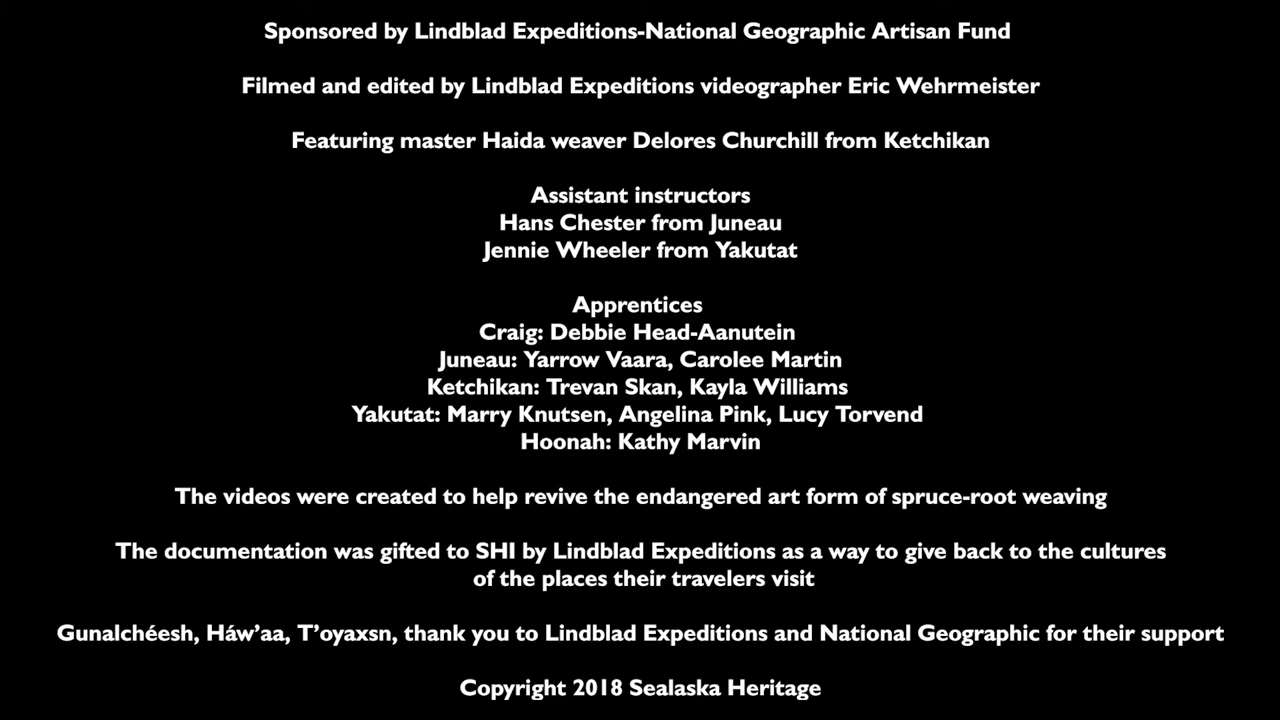 Sponsored by Lindblad Expeditions-National Geographic Artisan Fund
Filmed and edited by Lindblad Expeditions videographer Eric Wehrmeister
Featuring master Haida weaver Delores Churchill from Ketchikan
Assistant instructors
Hans Chester from Juneau
Jennie Wheeler from Yakutat
Apprentices
Craig: Debbie Head-Aanutein
Juneau: Yarrow Vaara, Carolee Martin
Ketchikan: Trevan Skan, Kayla Williams
Yakutat: Marry Knutsen, Angelina Pink, Lucy Torvend
Hoonah: Kathy Marvin
The videos were created to help revive the endangered art form of spruce-root weaving
The documentation was gifted to SHI by Lindblad Expeditions as a way to give back to the cultures
of the places their travelers visit
Gunalchéesh, Háw’aa, T’oyaxsn, thank you to Lindblad Expeditions and National Geographic for their support
Copyright 2018 Sealaska Heritage